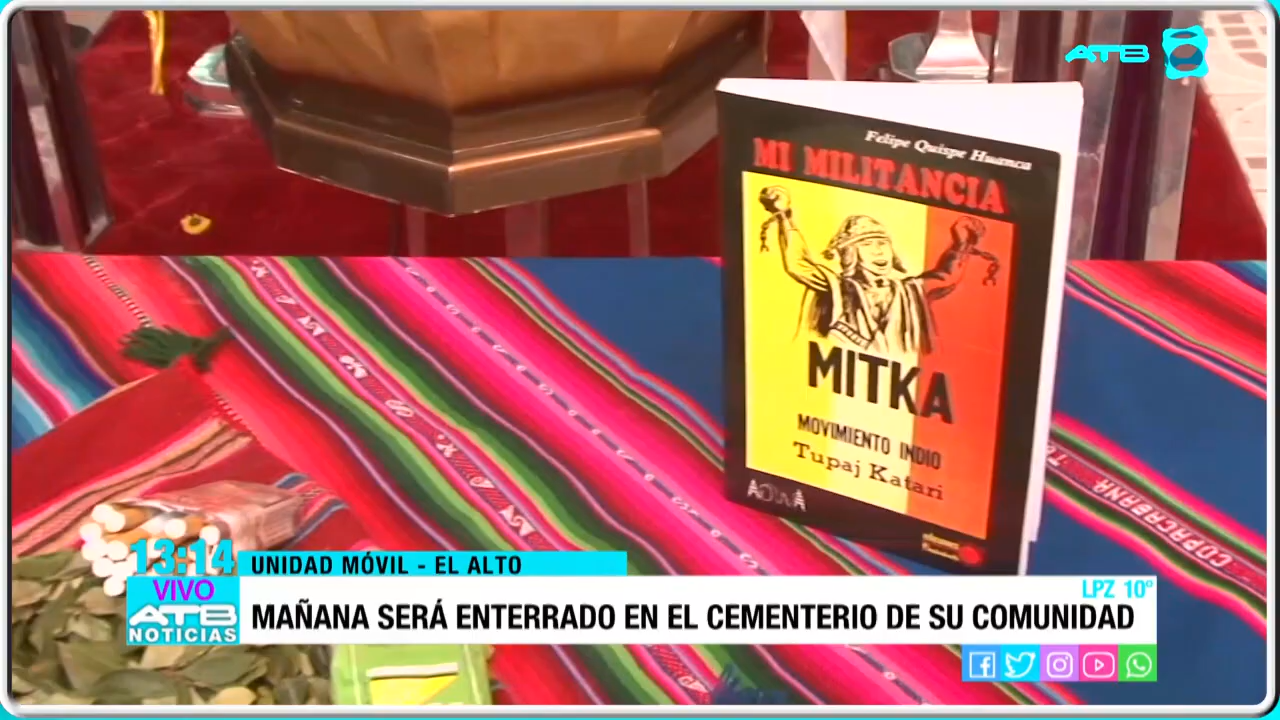 ATB
Felipe Quispe Huanca
MI MILITANCIA
MITKA
MOVIMIENTO INDIO
Tupaj Katari
COPACABANA
13:14
VIVO
ATB
NOTICIAS
UNIDAD MÓVIL - EL ALTO
LPZ 10º
MAÑANA SERÁ ENTERRADO EN EL CEMENTERIO DE SU COMUNIDAD